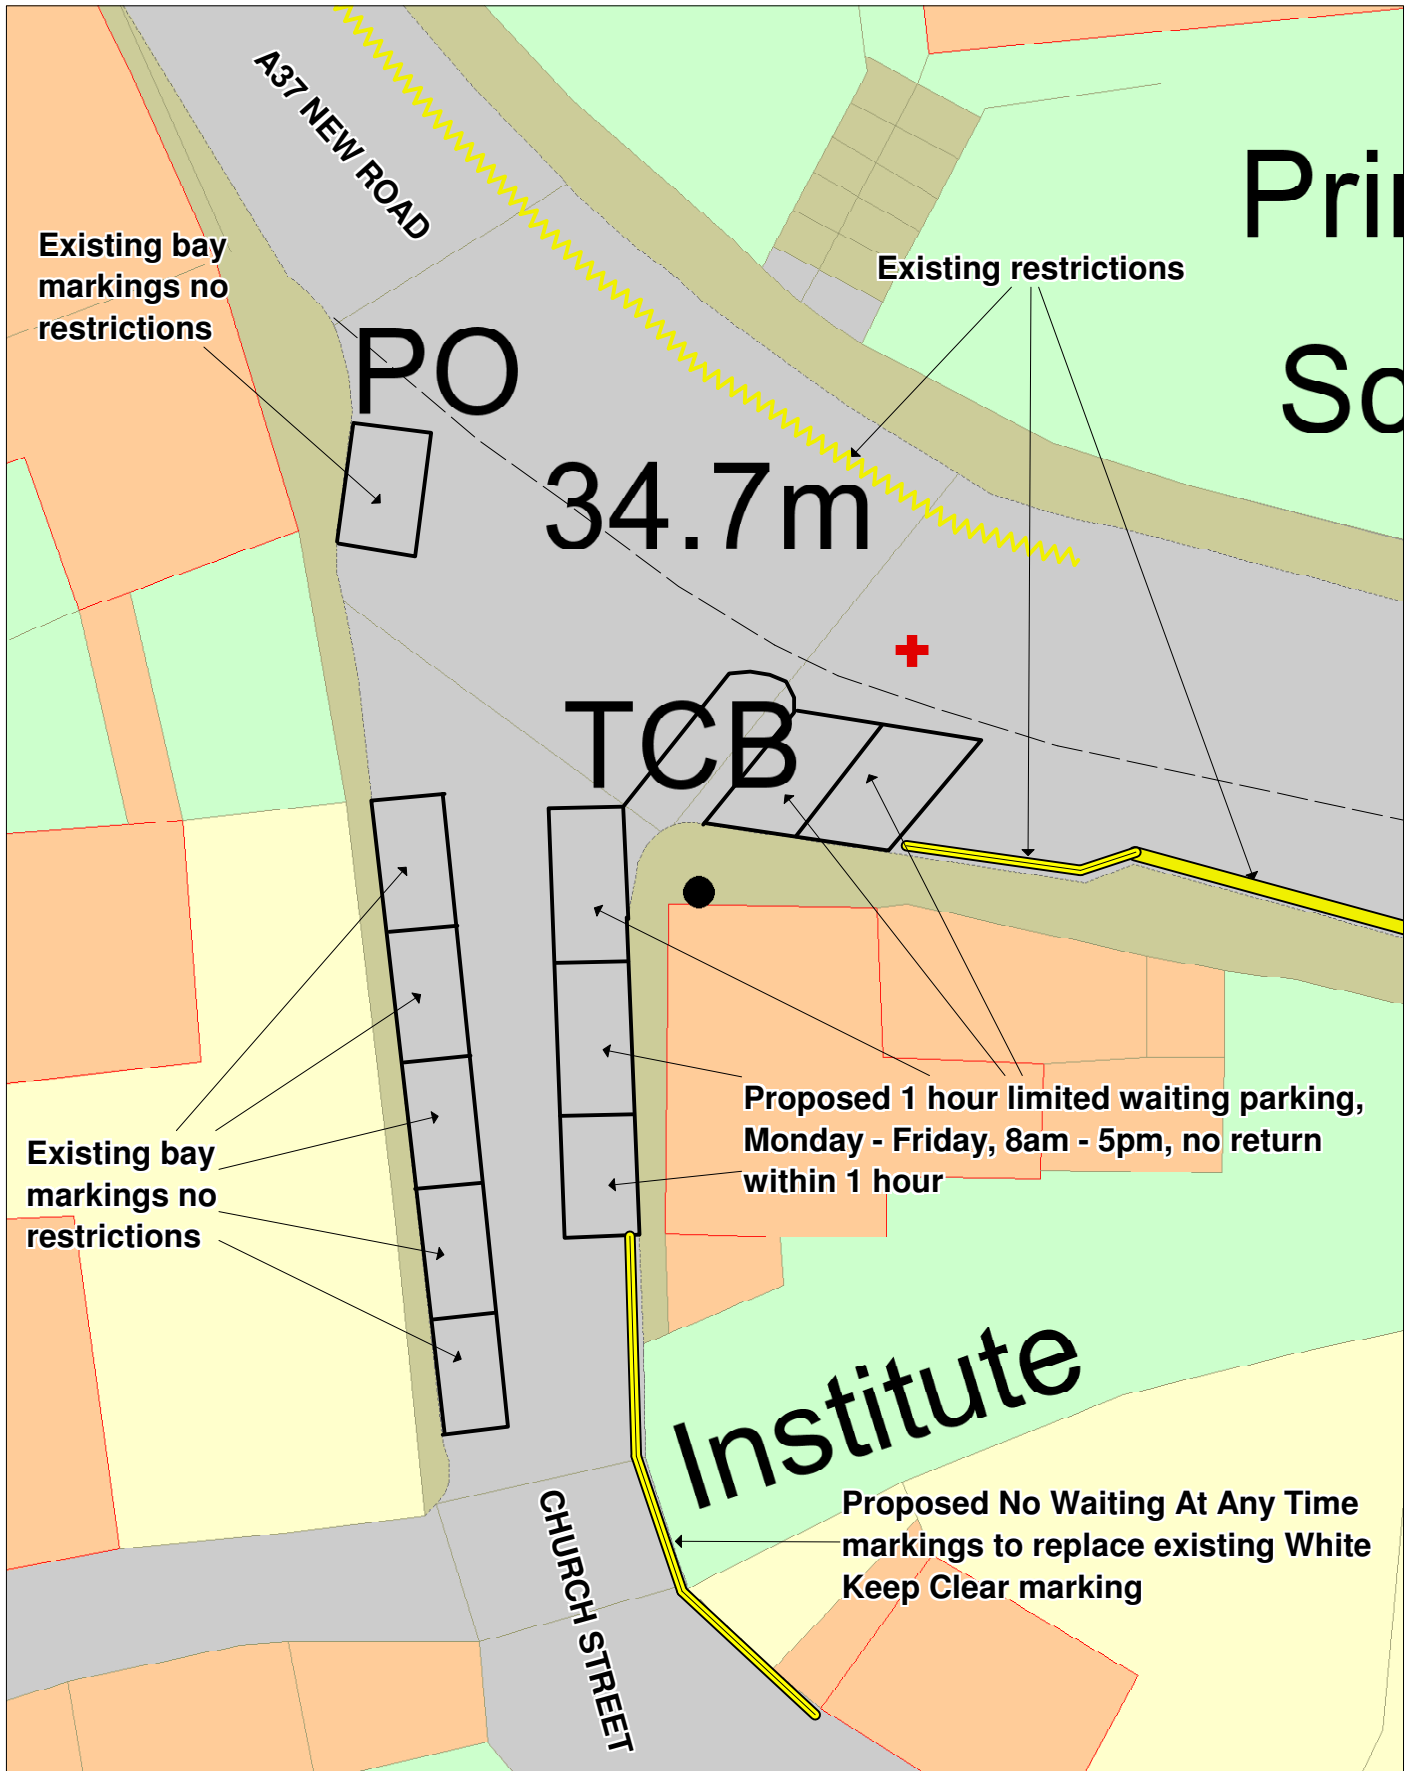 A37 NEW ROAD
Existing bay
markings no
restrictions
Existing restrictions
Pri
PO
Sc
34.7m
TCB
Proposed 1 hour limited waiting parking,
Monday - Friday, 8am - 5pm, no return
within 1 hour
Existing bay
markings no
restrictions
Institute
Proposed No Waiting At Any Time
markings to replace existing White
Keep Clear marking
CHURCH STREET